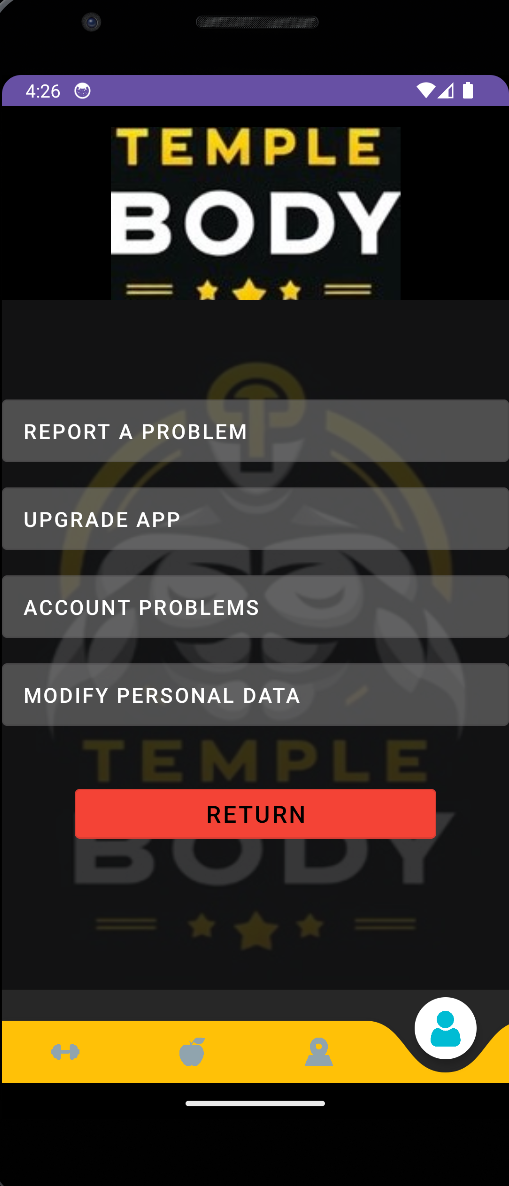 4:26
TEMPLE
BODY
REPORT A PROBLEM
UPGRADE APP
ACCOUNT PROBLEMS
MODIFY PERSONAL DATA
TEMPLE
RETURN
BODY